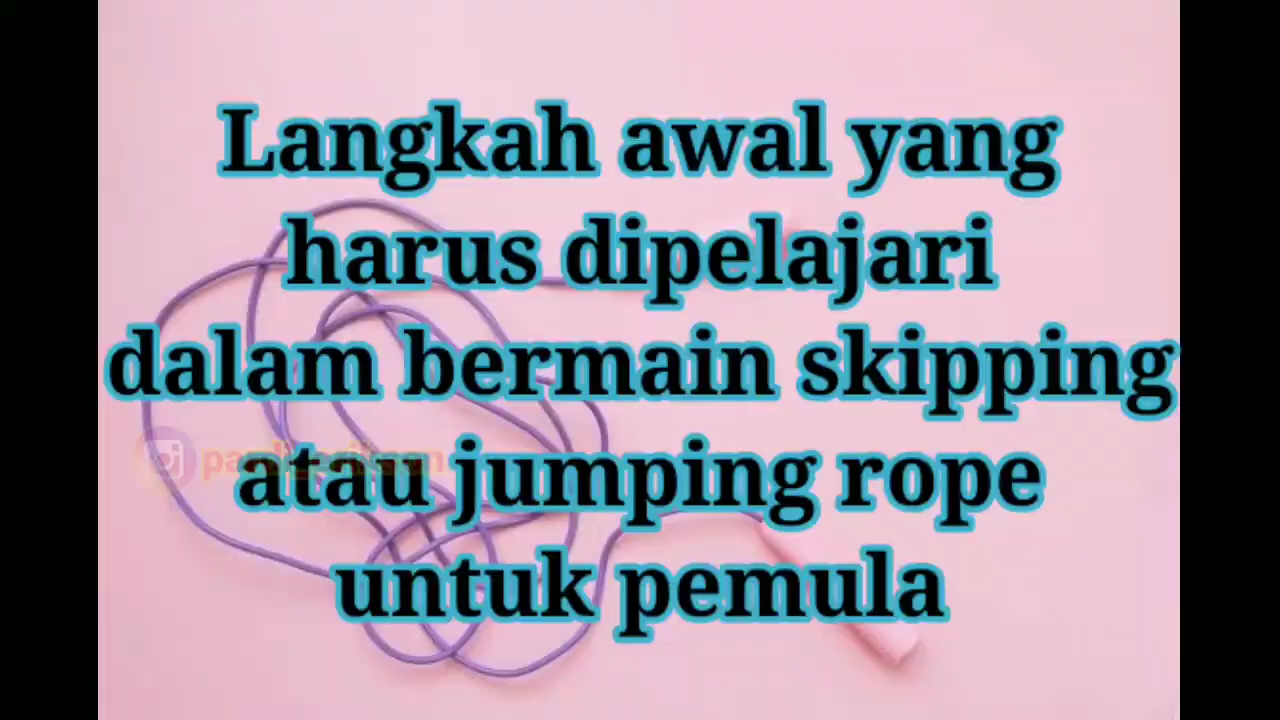 Langkah awal yang
harus dipelajari
dalam bermain skipping
atau jumping rope
untuk pemula